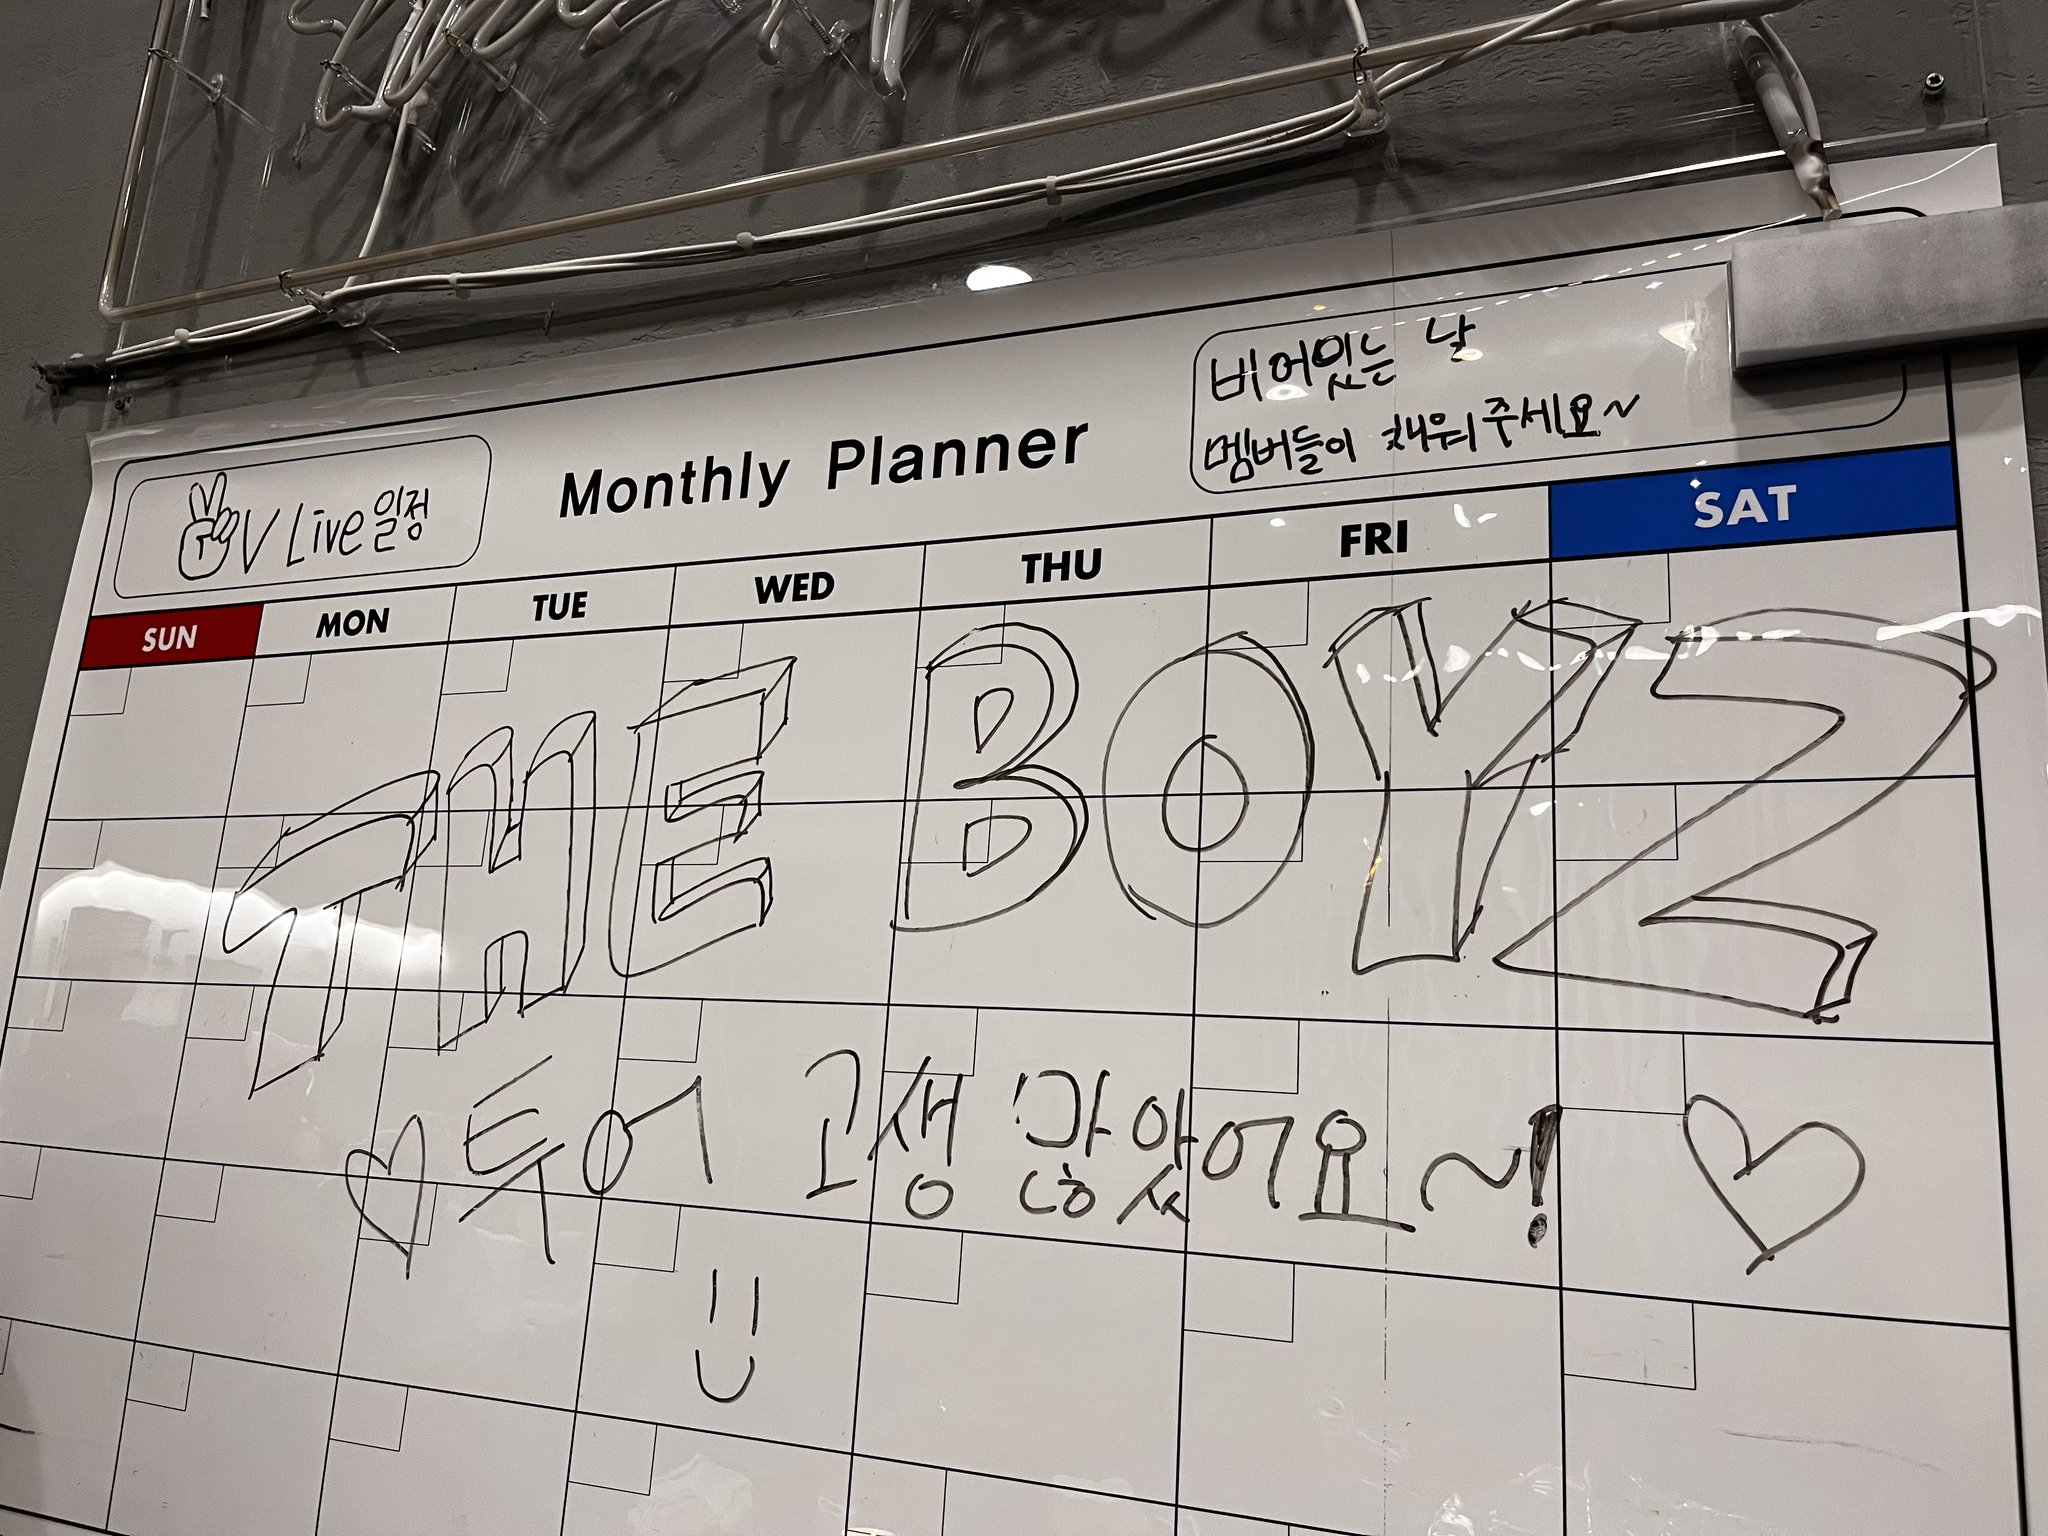 V Live 일정
Monthly Planner
비어있는 날
멤버들이 채워주세요~
SUN MON TUE WED THU FRI SAT
THE BOYZ
투어 고생 많았어요~!